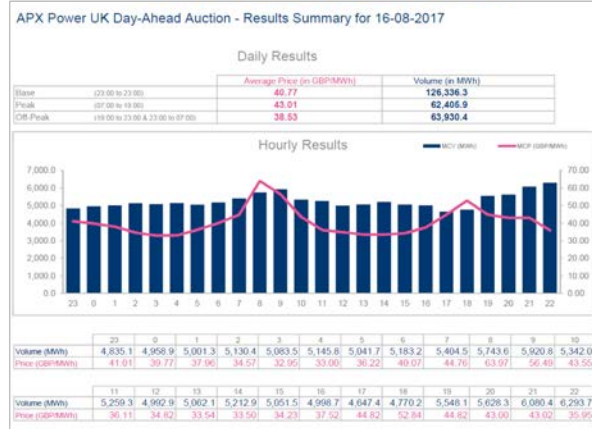 APX Power UK Day-Ahead Auction - Results Summary for 16-08-2017
Daily Results
Average Price (in GBP/MWh) Volume (in MWh)
Base (23:00 to 23:00) 40.77 126,336.3
Peak (07:00 to 19:00) 43.01 62,405.9
Off-Peak (19:00 to 23:00 & 23:00 to 07:00) 38.53 63,930.4
Hourly Results
MCV (MWh) MCP (GBP/MWh)
7,000.0 70.00
6,000.0 60.00
5,000.0 50.00
4,000.0 40.00
3,000.0 30.00
2,000.0 20.00
1,000.0 10.00
0.0 0.00
23 0 1 2 3 4 5 6 7 8 9 10 11 12 13 14 15 16 17 18 19 20 21 22
23 0 1 2 3 4 5 6 7 8 9 10
Volume (MWh) 4,835.1 4,958.9 5,001.3 5,130.4 5,083.5 5,145.8 5,041.7 5,183.2 5,404.5 5,743.6 5,920.8 5,342.0
Price (GBP/MWh) 41.01 39.77 37.96 34.57 32.95 33.00 36.22 40.07 44.76 63.97 56.49 43.55
11 12 13 14 15 16 17 18 19 20 21 22
Volume (MWh) 5,259.3 4,992.9 5,062.1 5,212.9 5,051.5 4,998.7 4,647.4 4,770.2 5,548.1 5,628.3 6,080.4 6,293.7
Price (GBP/MWh) 36.11 34.82 33.54 33.50 34.23 37.52 44.82 52.84 44.82 43.00 43.02 35.95